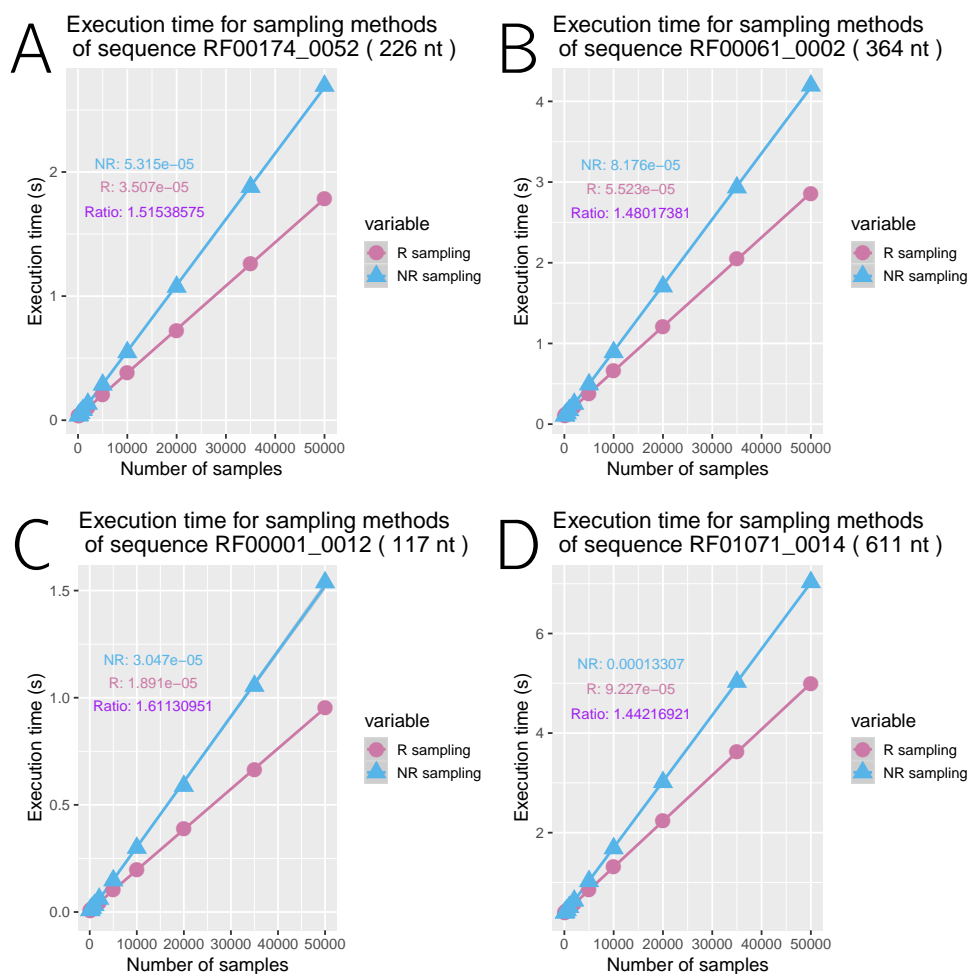 A
Execution time for sampling methods
of sequence RF00174_0052 ( 226 nt )
Execution time (s)
2
1
0
NR: 5.315e−05
R: 3.507e−05
Ratio: 1.51538575
variable
R sampling
NR sampling
0 10000 20000 30000 40000 50000
Number of samples
B
Execution time for sampling methods
of sequence RF00061_0002 ( 364 nt )
Execution time (s)
4
3
2
1
0
NR: 8.176e−05
R: 5.523e−05
Ratio: 1.48017381
variable
R sampling
NR sampling
0 10000 20000 30000 40000 50000
Number of samples
C
Execution time for sampling methods
of sequence RF00001_0012 ( 117 nt )
Execution time (s)
1.5
1.0
0.5
0.0
NR: 3.047e−05
R: 1.891e−05
Ratio: 1.61130951
variable
R sampling
NR sampling
0 10000 20000 30000 40000 50000
Number of samples
D
Execution time for sampling methods
of sequence RF01071_0014 ( 611 nt )
Execution time (s)
6
4
2
NR: 0.00013307
R: 9.227e−05
Ratio: 1.44216921
variable
R sampling
NR sampling
0 10000 20000 30000 40000 50000
Number of samples